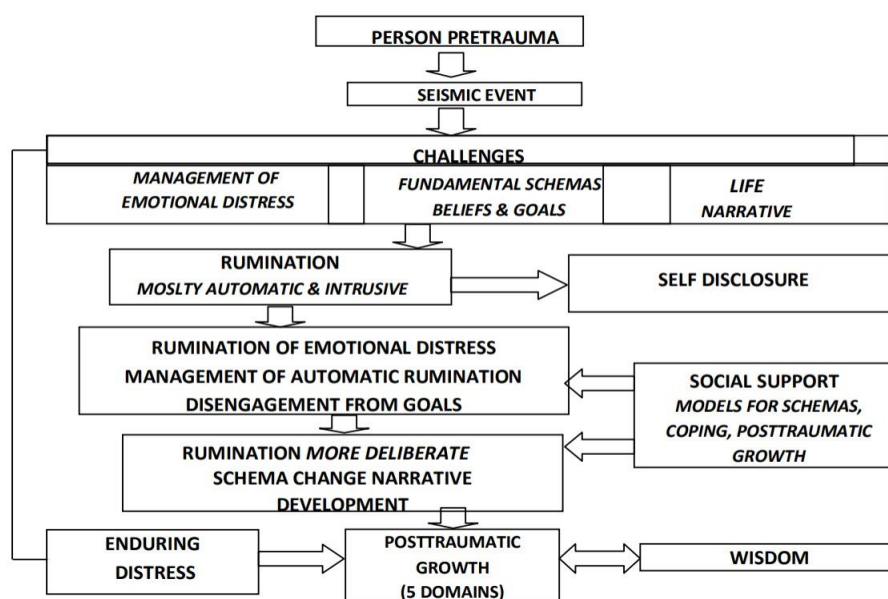 PERSON PRETRAUMA
SEISMIC EVENT
CHALLENGES
MANAGEMENT OF
EMOTIONAL DISTRESS
FUNDAMENTAL SCHEMAS
BELIEFS & GOALS
LIFE
NARRATIVE
RUMINATION
MOSLTY AUTOMATIC & INTRUSIVE
SELF DISCLOSURE
RUMINATION OF EMOTIONAL DISTRESS
MANAGEMENT OF AUTOMATIC RUMINATION
DISENGAGEMENT FROM GOALS
SOCIAL SUPPORT
MODELS FOR SCHEMAS,
COPING, POSTTRAUMATIC
GROWTH
RUMINATION MORE DELIBERATE
SCHEMA CHANGE NARRATIVE
DEVELOPMENT
ENDURING
DISTRESS
POSTTRAUMATIC
GROWTH
(5 DOMAINS)
WISDOM